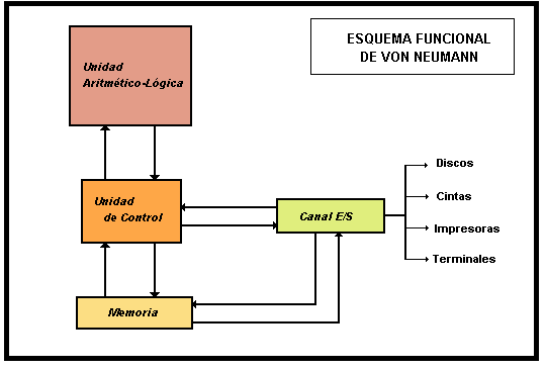 ESQUEMA FUNCIONAL
DE VON NEUMANN
Unidad
Aritmético-Lógica
Unidad
de Control
Canal E/S
Memoria
Discos
Cintas
Impresoras
Terminales